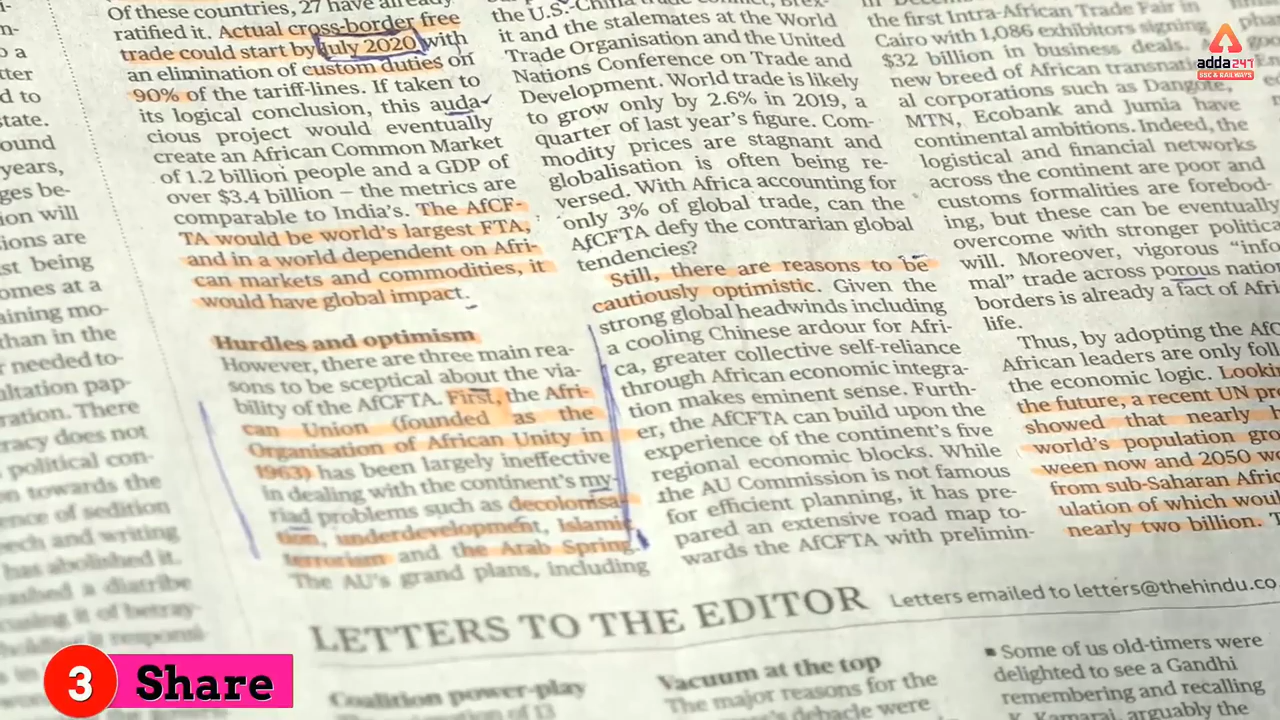 Of these countries, 27 have already
ratified it. Actual cross-border free
trade could start by July 2020 with
an elimination of custom duties on
90% of the tariff-lines. If taken to
its logical conclusion, this auda-
cious project would eventually
create an African Common Market
of 1.2 billion people and a GDP of
over $3.4 billion – the metrics are
comparable to India's. The AfCF-
TA would be world's largest FTA,
and in a world dependent on Afri-
can markets and commodities, it
would have global impact.
Hurdles and optimism
However, there are three main rea-
sons to be sceptical about the via-
bility of the AfCFTA. First, the Afri-
can Union (founded as the
Organisation of African Unity in
1963) has been largely ineffective
in dealing with the continent's my-
riad problems such as decolonisa-
tion, underdevelopment, Islamist
terrorism and the Arab Spring.
The AU's grand plans, including
the U.S.-China trade
it and the stalemates at the World
Trade Organisation and the United
Nations Conference on Trade and
Development. World trade is likely
to grow only by 2.6% in 2019, a
quarter of last year's figure. Com-
modity prices are stagnant and
globalisation is often being re-
versed. With Africa accounting for
only 3% of global trade, can the
AfCFTA defy the contrarian global
tendencies?
Still, there are reasons to be
cautiously optimistic. Given the
strong global headwinds including
a cooling Chinese ardour for Afri-
ca, greater collective self-reliance
through African economic integra-
tion makes eminent sense. Furth-
er, the AfCFTA can build upon the
experience of the continent's five
regional economic blocks. While
the AU Commission is not famous
for efficient planning, it has pre-
pared an extensive road map to-
wards the AfCFTA with prelimin-
the first Intra-African Trade Fair in
Cairo with 1,086 exhibitors signing
$32 billion in business deals.
new breed of African transnati
al corporations such as Dangote,
MTN, Ecobank and Jumia have
continental ambitions. Indeed, the
logistical and financial networks
across the continent are poor and
customs formalities are forebod-
ing, but these can be eventually
overcome with stronger politica
will. Moreover, vigorous "info
mal" trade across porous nation
borders is already a fact of Afri
life.
Thus, by adopting the AfC
African leaders are only foll
the economic logic. Lookin
the future, a recent UN pr
showed that nearly h
world's population gro
ween now and 2050 w
from sub-Saharan Afric
ulation of which woul
nearly two billion. T
LETTERS TO THE EDITOR
Letters emailed to letters@thehindu.co
Coalition power-play
Vacuum at the top
The major reasons for the
debacle were
■ Some of us old-timers were
delighted to see a Gandhi
remembering and recalling
K. Kamaraj, arguably the
adda247
SSC & RAILWAYS
3 Share